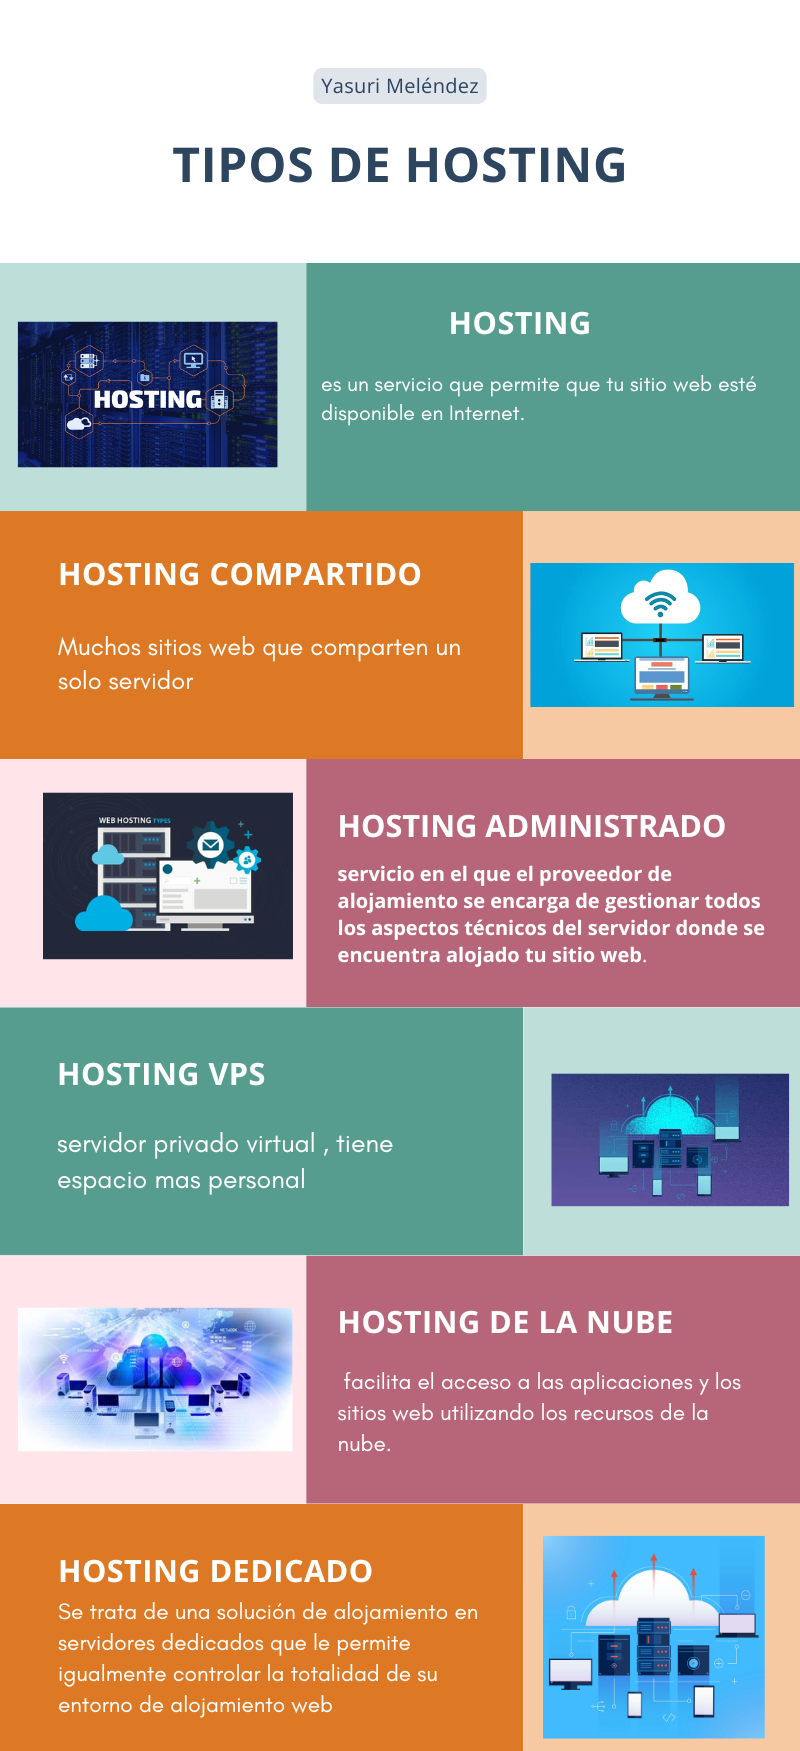 Yasuri Meléndez
TIPOS DE HOSTING
HOSTING
HOSTING
es un servicio que permite que tu sitio web esté
disponible en Internet.
HOSTING COMPARTIDO
Muchos sitios web que comparten un
solo servidor
WEB HOSTING TYPES
HOSTING ADMINISTRADO
servicio en el que el proveedor de
alojamiento se encarga de gestionar todos
los aspectos técnicos del servidor donde se
encuentra alojado tu sitio web.
HOSTING VPS
servidor privado virtual , tiene
espacio mas personal
HOSTING DE LA NUBE
facilita el acceso a las aplicaciones y los
sitios web utilizando los recursos de la
nube.
HOSTING DEDICADO
Se trata de una solución de alojamiento en
servidores dedicados que le permite
igualmente controlar la totalidad de su
entorno de alojamiento web